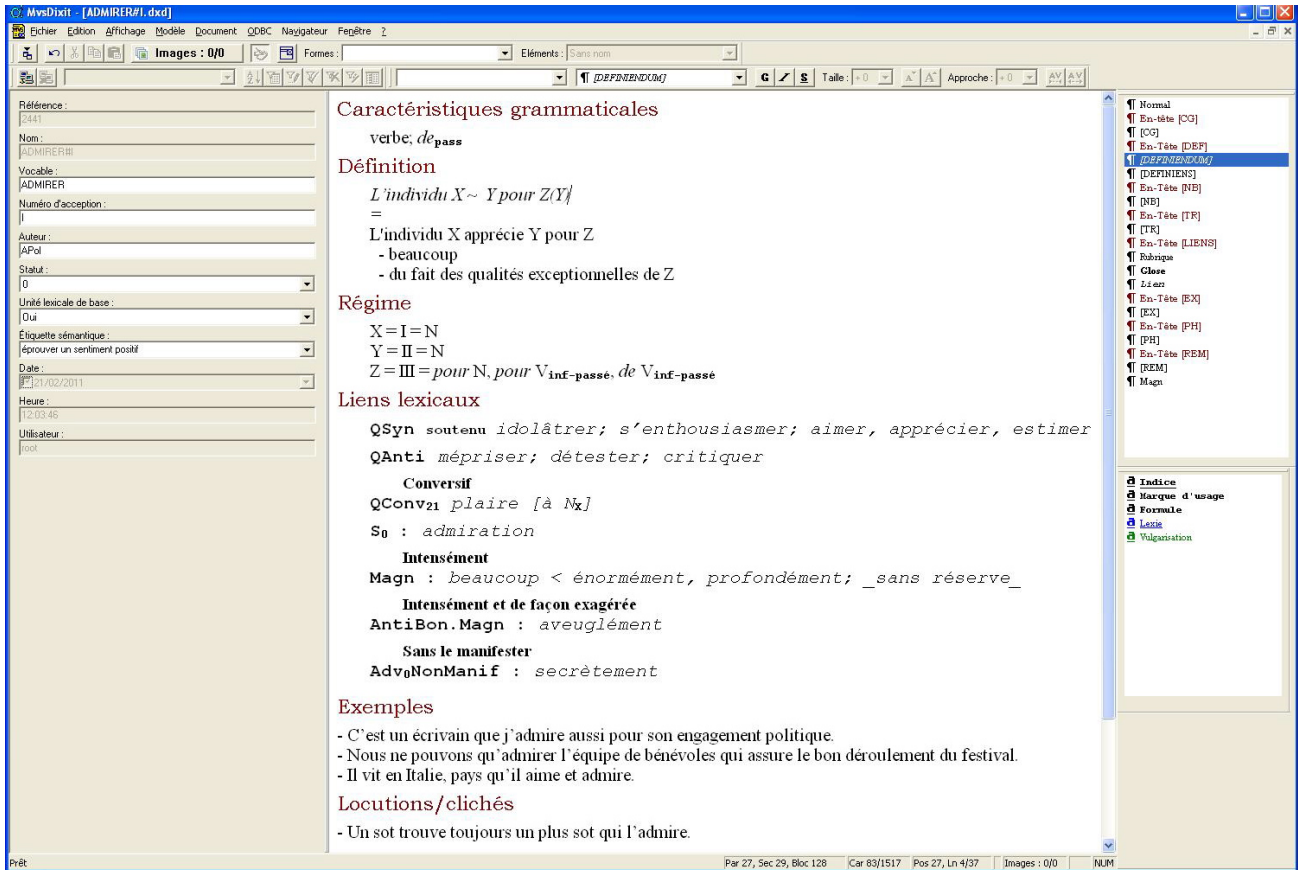 MvsDixit - [ADMIRER#I.dxd]
Fichier Edition Affichage Modèle Document ODBC Navigateur Fenêtre ?
Images : 0/0 Formes : Eléments : Sans nom
¶ [DEFINIENDUM] G I S Taille : +0 Approche : +0 AV AV
Référence :
2441
Nom :
ADMIRER#I
Vocable :
ADMIRER
Numéro d'acception :
I
Auteur :
APol
Statut :
0
Unité lexicale de base :
Oui
Étiquette sémantique :
éprouver un sentiment positif
Date :
21/02/2011
Heure :
12:03:46
Utilisateur :
root
Caractéristiques grammaticales
verbe; de pass
Définition
L'individu X ~ Y pour Z(Y)
=
L'individu X apprécie Y pour Z
- beaucoup
- du fait des qualités exceptionnelles de Z
Régime
X = I = N
Y = II = N
Z = III = pour N, pour V inf-passé, de V inf-passé
Liens lexicaux
QSyn soutenu idolâtrer; s'enthousiasmer; aimer, apprécier, estimer
QAnti mépriser; détester; critiquer
Conversif
QConv21 plaire [à NX]
S0 : admiration
Intensément
Magn : beaucoup < énormément, profondément; _sans réserve_
Intensément et de façon exagérée
AntiBon.Magn : aveuglément
Sans le manifester
Adv0NonManif : secrètement
Exemples
- C'est un écrivain que j'admire aussi pour son engagement politique.
- Nous ne pouvons qu'admirer l'équipe de bénévoles qui assure le bon déroulement du festival.
- Il vit en Italie, pays qu'il aime et admire.
Locutions/clichés
- Un sot trouve toujours un plus sot qui l'admire.
¶ Normal
¶ En-tête [CG]
¶ [CG]
¶ En-Tête [DEF]
¶ [DEFINIENDUM]
¶ [DEFINIENS]
¶ En-Tête [NB]
¶ [NB]
¶ En-Tête [TR]
¶ [TR]
¶ En-Tête [LIENS]
¶ Rubrique
¶ Glose
¶ Lien
¶ En-Tête [EX]
¶ [EX]
¶ En-Tête [PH]
¶ [PH]
¶ En-Tête [REM]
¶ [REM]
¶ Magn
a Indice
a Marque d'usage
a Formule
a Lexie
a Vulgarisation
Prêt Par 27, Sec 29, Bloc 128 Car 83/1517 Pos 27, Ln 4/37 Images : 0/0 NUM